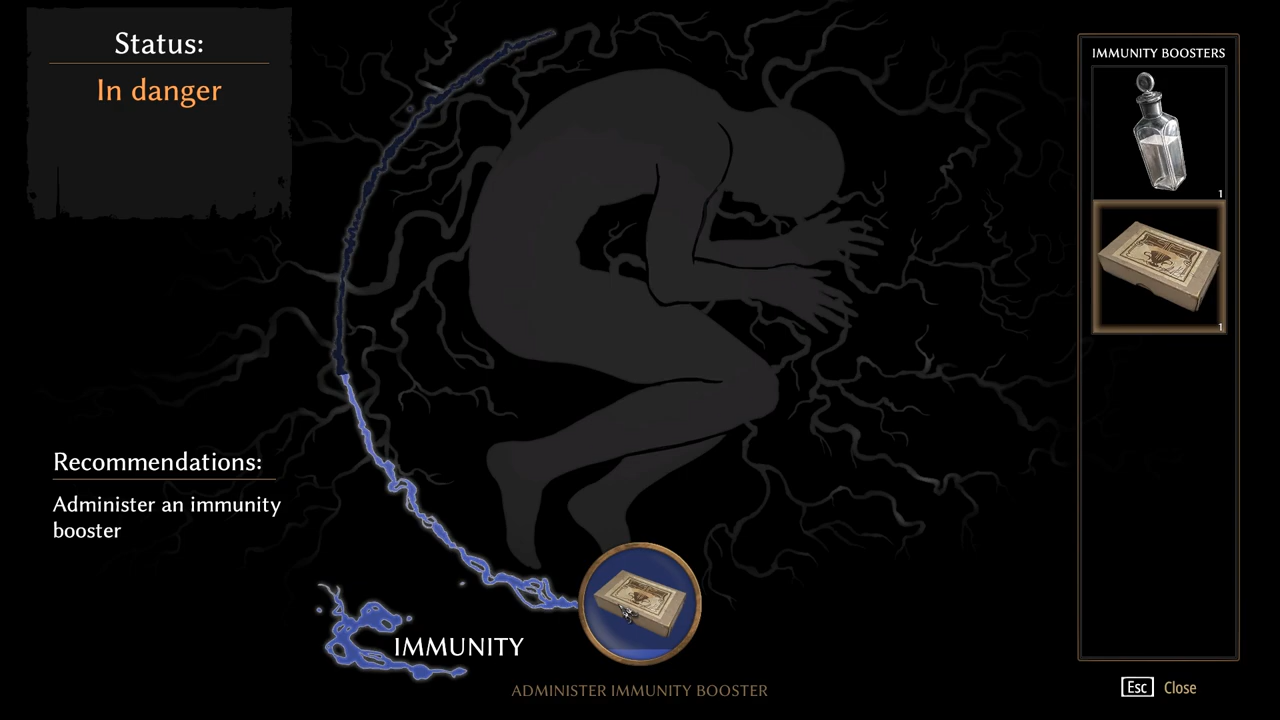 Status:
In danger
IMMUNITY BOOSTERS
1
1
Recommendations:
Administer an immunity
booster
IMMUNITY
ADMINISTER IMMUNITY BOOSTER
Esc Close